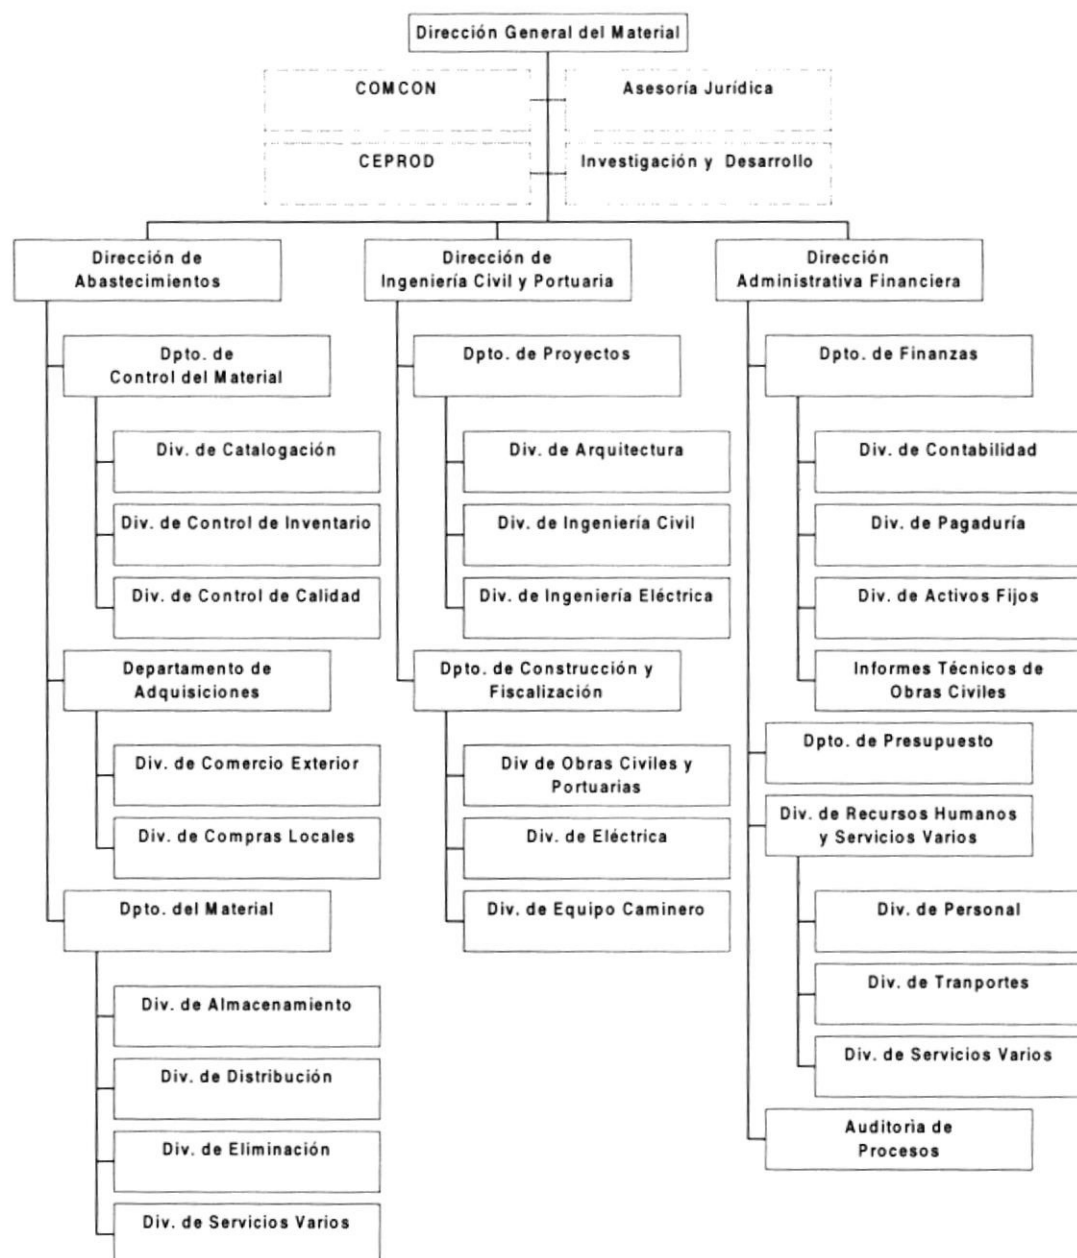 Dirección General del Material
COMCON
Asesoría Jurídica
CEPROD
Investigación y Desarrollo
Dirección de
Abastecimientos
Dpto. de
Control del Material
Div. de Catalogación
Div. de Control de Inventario
Div. de Control de Calidad
Departamento de
Adquisiciones
Div. de Comercio Exterior
Div. de Compras Locales
Dpto. del Material
Div. de Almacenamiento
Div. de Distribución
Div. de Eliminación
Div. de Servicios Varios
Dirección de
Ingeniería Civil y Portuaria
Dpto. de Proyectos
Div. de Arquitectura
Div. de Ingeniería Civil
Div. de Ingeniería Eléctrica
Dpto. de Construcción y
Fiscalización
Div de Obras Civiles y
Portuarias
Div. de Eléctrica
Div. de Equipo Caminero
Dirección
Administrativa Financiera
Dpto. de Finanzas
Div. de Contabilidad
Div. de Pagaduría
Div. de Activos Fijos
Informes Técnicos de
Obras Civiles
Dpto. de Presupuesto
Div. de Recursos Humanos
y Servicios Varios
Div. de Personal
Div. de Tranportes
Div. de Servicios Varios
Auditorìa de
Procesos